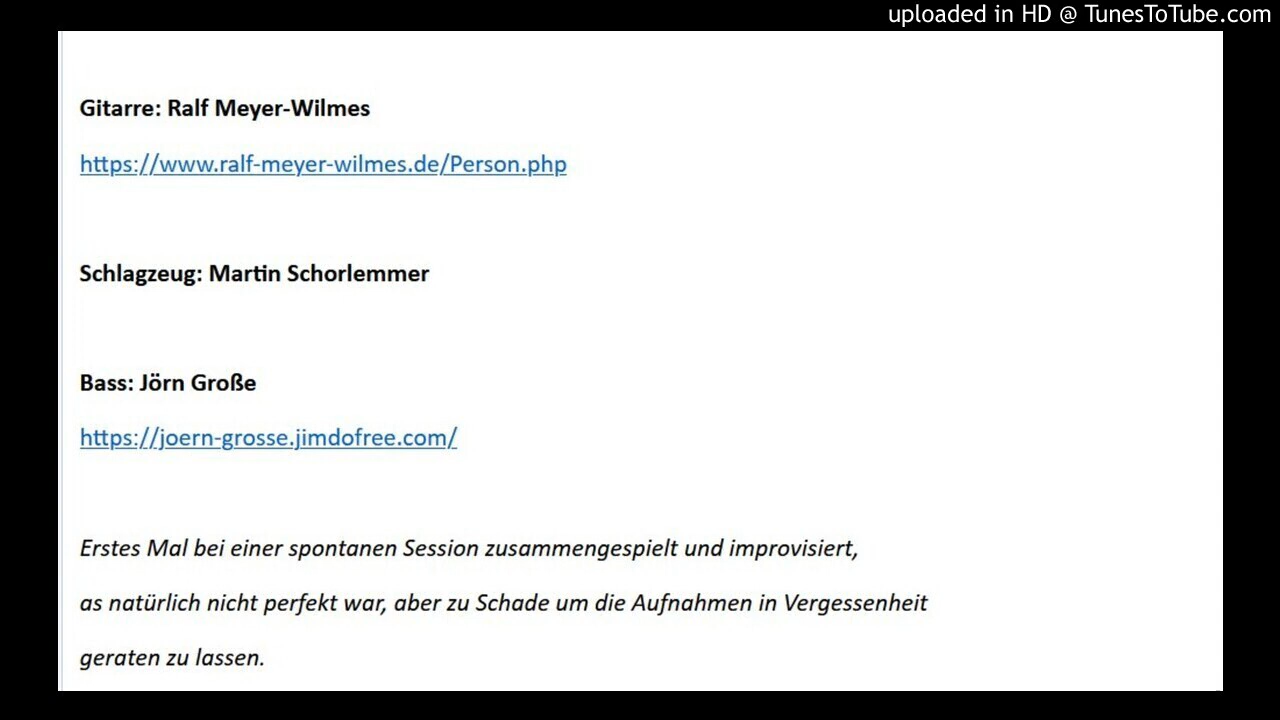 uploaded in HD @ TunesToTube.com
Gitarre: Ralf Meyer-Wilmes
https://www.ralf-meyer-wilmes.de/Person.php
Schlagzeug: Martin Schorlemmer
Bass: Jörn Große
https://joern-grosse.jimdofree.com/
Erstes Mal bei einer spontanen Session zusammengespielt und improvisiert,
as natürlich nicht perfekt war, aber zu Schade um die Aufnahmen in Vergessenheit
geraten zu lassen.